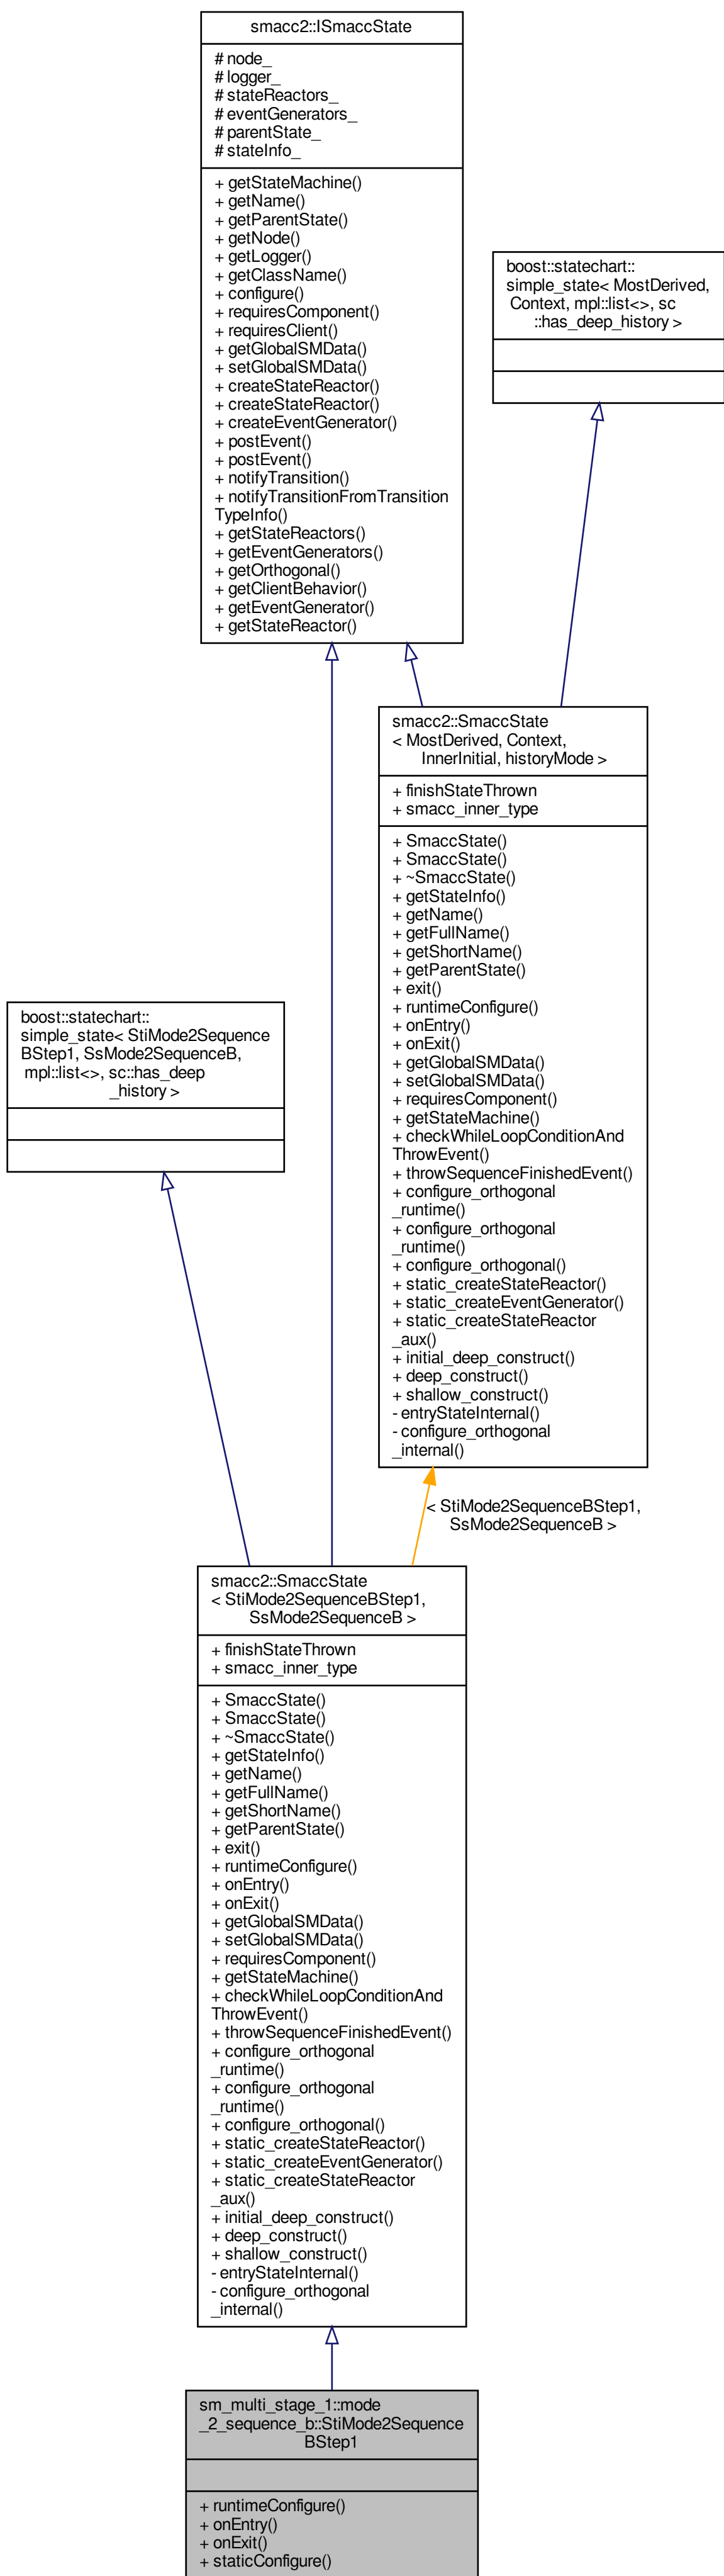 smacc2::ISmaccState
# node_
# logger_
# stateReactors_
# eventGenerators_
# parentState_
# stateInfo_
+ getStateMachine()
+ getName()
+ getParentState()
+ getNode()
+ getLogger()
+ getClassName()
+ configure()
+ requiresComponent()
+ requiresClient()
+ getGlobalSMData()
+ setGlobalSMData()
+ createStateReactor()
+ createStateReactor()
+ createEventGenerator()
+ postEvent()
+ postEvent()
+ notifyTransition()
+ notifyTransitionFromTransition
TypeInfo()
+ getStateReactors()
+ getEventGenerators()
+ getOrthogonal()
+ getClientBehavior()
+ getEventGenerator()
+ getStateReactor()
boost::statechart::
simple_state< MostDerived,
Context, mpl::list<>, sc
::has_deep_history >
smacc2::SmaccState
< MostDerived, Context,
InnerInitial, historyMode >
+ finishStateThrown
+ smacc_inner_type
+ SmaccState()
+ SmaccState()
+ ~SmaccState()
+ getStateInfo()
+ getName()
+ getFullName()
+ getShortName()
+ getParentState()
+ exit()
+ runtimeConfigure()
+ onEntry()
+ onExit()
+ getGlobalSMData()
+ setGlobalSMData()
+ requiresComponent()
+ getStateMachine()
+ checkWhileLoopConditionAnd
ThrowEvent()
+ throwSequenceFinishedEvent()
+ configure_orthogonal
_runtime()
+ configure_orthogonal
_runtime()
+ configure_orthogonal()
+ static_createStateReactor()
+ static_createEventGenerator()
+ static_createStateReactor
_aux()
+ initial_deep_construct()
+ deep_construct()
+ shallow_construct()
- entryStateInternal()
- configure_orthogonal
_internal()
boost::statechart::
simple_state< StiMode2Sequence
BStep1, SsMode2SequenceB,
mpl::list<>, sc::has_deep
_history >
< StiMode2SequenceBStep1,
SsMode2SequenceB >
smacc2::SmaccState
< StiMode2SequenceBStep1,
SsMode2SequenceB >
+ finishStateThrown
+ smacc_inner_type
+ SmaccState()
+ SmaccState()
+ ~SmaccState()
+ getStateInfo()
+ getName()
+ getFullName()
+ getShortName()
+ getParentState()
+ exit()
+ runtimeConfigure()
+ onEntry()
+ onExit()
+ getGlobalSMData()
+ setGlobalSMData()
+ requiresComponent()
+ getStateMachine()
+ checkWhileLoopConditionAnd
ThrowEvent()
+ throwSequenceFinishedEvent()
+ configure_orthogonal
_runtime()
+ configure_orthogonal
_runtime()
+ configure_orthogonal()
+ static_createStateReactor()
+ static_createEventGenerator()
+ static_createStateReactor
_aux()
+ initial_deep_construct()
+ deep_construct()
+ shallow_construct()
- entryStateInternal()
- configure_orthogonal
_internal()
sm_multi_stage_1::mode
_2_sequence_b::StiMode2Sequence
BStep1
+ runtimeConfigure()
+ onEntry()
+ onExit()
+ staticConfigure()